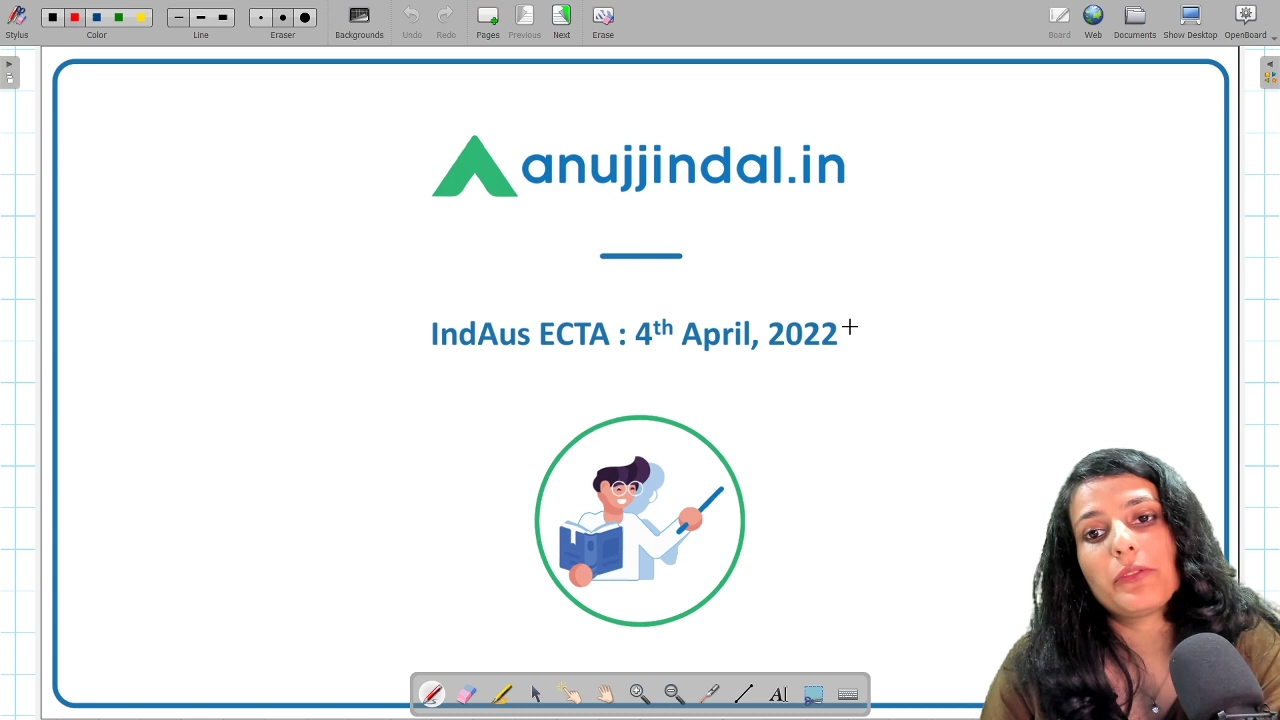 Stylus
Color
Line
Eraser
Backgrounds
Undo
Redo
Pages
Previous
Next
Erase
Board
Web
Documents
Show Desktop
OpenBoard
anujjindal.in
IndAus ECTA : 4th April, 2022
AI